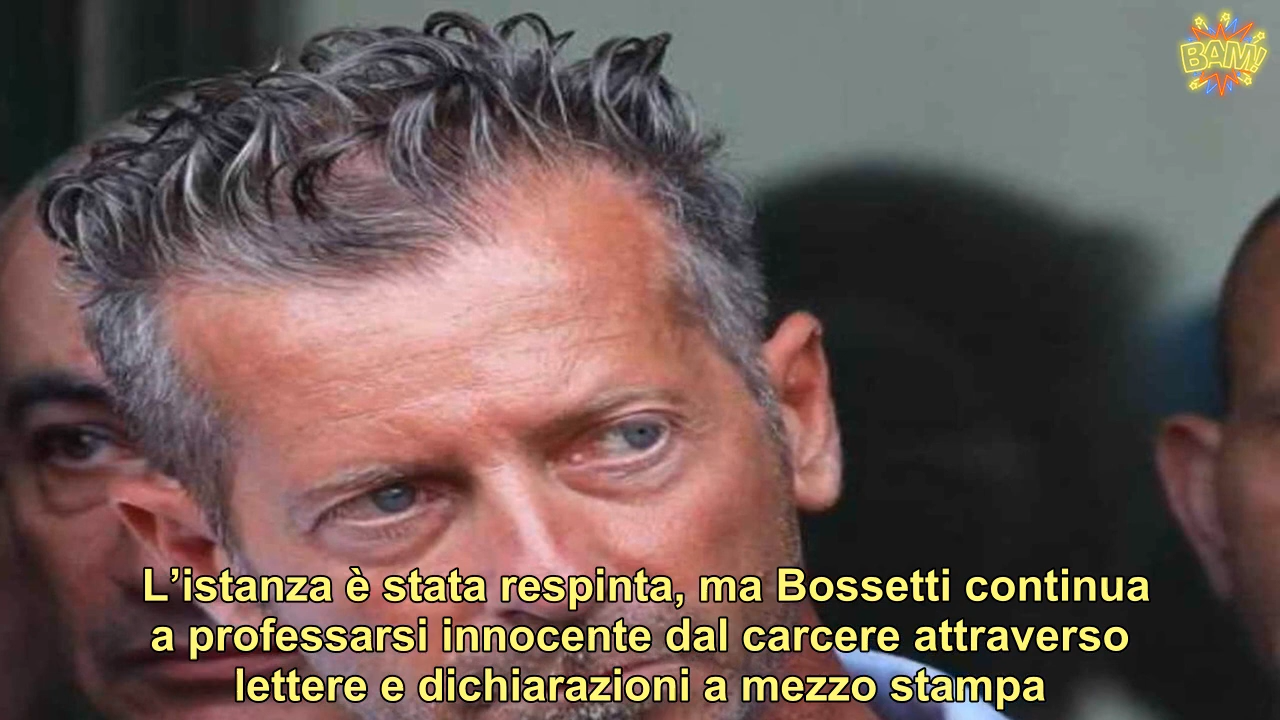 BAM!
L’istanza è stata respinta, ma Bossetti continua
a professarsi innocente dal carcere attraverso
lettere e dichiarazioni a mezzo stampa